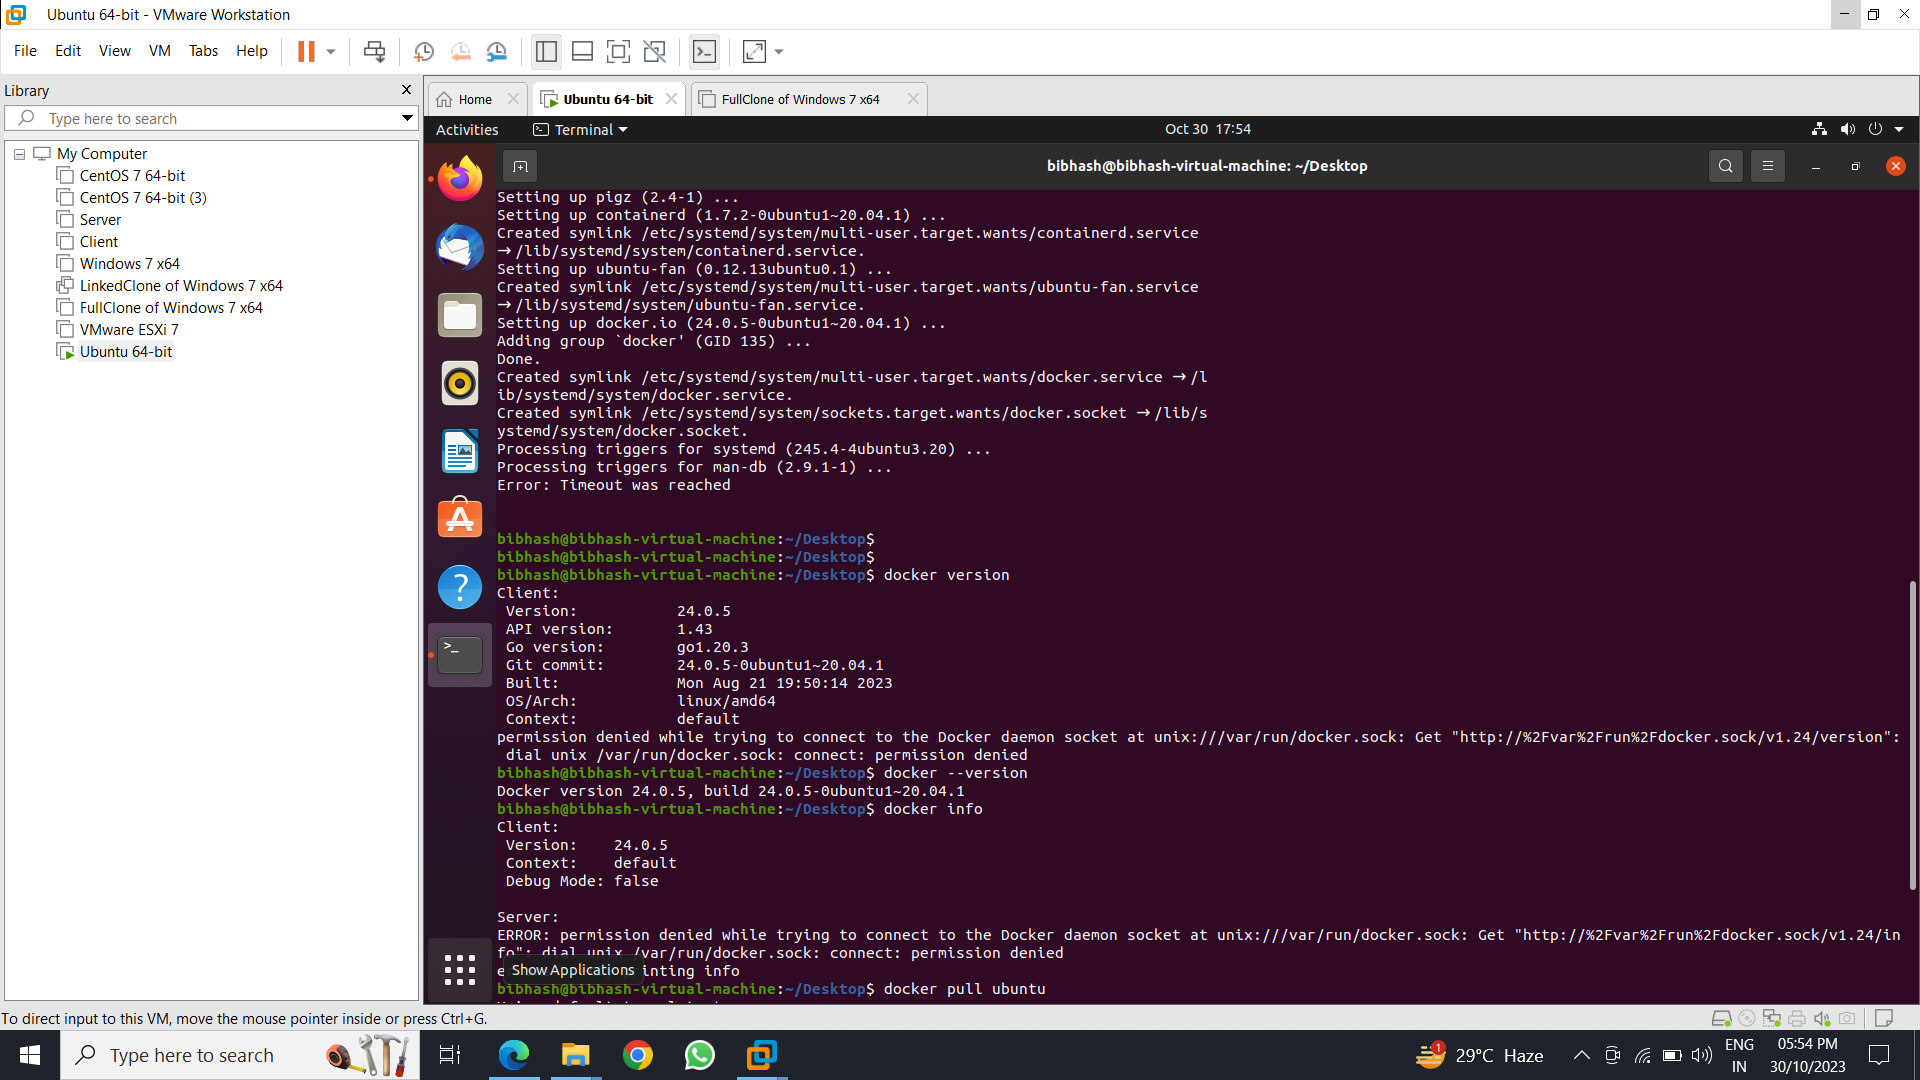 Ubuntu 64-bit - VMware Workstation
File Edit View VM Tabs Help
Library
Type here to search
My Computer
CentOS 7 64-bit
CentOS 7 64-bit (3)
Server
Client
Windows 7 x64
LinkedClone of Windows 7 x64
FullClone of Windows 7 x64
VMware ESXi 7
Ubuntu 64-bit
Home
Ubuntu 64-bit
FullClone of Windows 7 x64
Activities
Terminal
Oct 30 17:54
bibhash@bibhash-virtual-machine: ~/Desktop
Setting up pigz (2.4-1) ...
Setting up containerd (1.7.2-0ubuntu1~20.04.1) ...
Created symlink /etc/systemd/system/multi-user.target.wants/containerd.service
→ /lib/systemd/system/containerd.service.
Setting up ubuntu-fan (0.12.13ubuntu0.1) ...
Created symlink /etc/systemd/system/multi-user.target.wants/ubuntu-fan.service
→ /lib/systemd/system/ubuntu-fan.service.
Setting up docker.io (24.0.5-0ubuntu1~20.04.1) ...
Adding group `docker' (GID 135) ...
Done.
Created symlink /etc/systemd/system/multi-user.target.wants/docker.service → /l
ib/systemd/system/docker.service.
Created symlink /etc/systemd/system/sockets.target.wants/docker.socket → /lib/s
ystemd/system/docker.socket.
Processing triggers for systemd (245.4-4ubuntu3.20) ...
Processing triggers for man-db (2.9.1-1) ...
Error: Timeout was reached
bibhash@bibhash-virtual-machine:~/Desktop$
bibhash@bibhash-virtual-machine:~/Desktop$
bibhash@bibhash-virtual-machine:~/Desktop$ docker version
Client:
Version: 24.0.5
API version: 1.43
Go version: go1.20.3
Git commit: 24.0.5-0ubuntu1~20.04.1
Built: Mon Aug 21 19:50:14 2023
OS/Arch: linux/amd64
Context: default
permission denied while trying to connect to the Docker daemon socket at unix:///var/run/docker.sock: Get "http://%2Fvar%2Frun%2Fdocker.sock/v1.24/version":
dial unix /var/run/docker.sock: connect: permission denied
bibhash@bibhash-virtual-machine:~/Desktop$ docker --version
Docker version 24.0.5, build 24.0.5-0ubuntu1~20.04.1
bibhash@bibhash-virtual-machine:~/Desktop$ docker info
Client:
Version: 24.0.5
Context: default
Debug Mode: false
Server:
ERROR: permission denied while trying to connect to the Docker daemon socket at unix:///var/run/docker.sock: Get "http://%2Fvar%2Frun%2Fdocker.sock/v1.24/in
fo": dial unix /var/run/docker.sock: connect: permission denied
Show Applications
info
bibhash@bibhash-virtual-machine:~/Desktop$ docker pull ubuntu
To direct input to this VM, move the mouse pointer inside or press Ctrl+G.
Type here to search
1
29°C Haze
ENG
IN
05:54 PM
30/10/2023